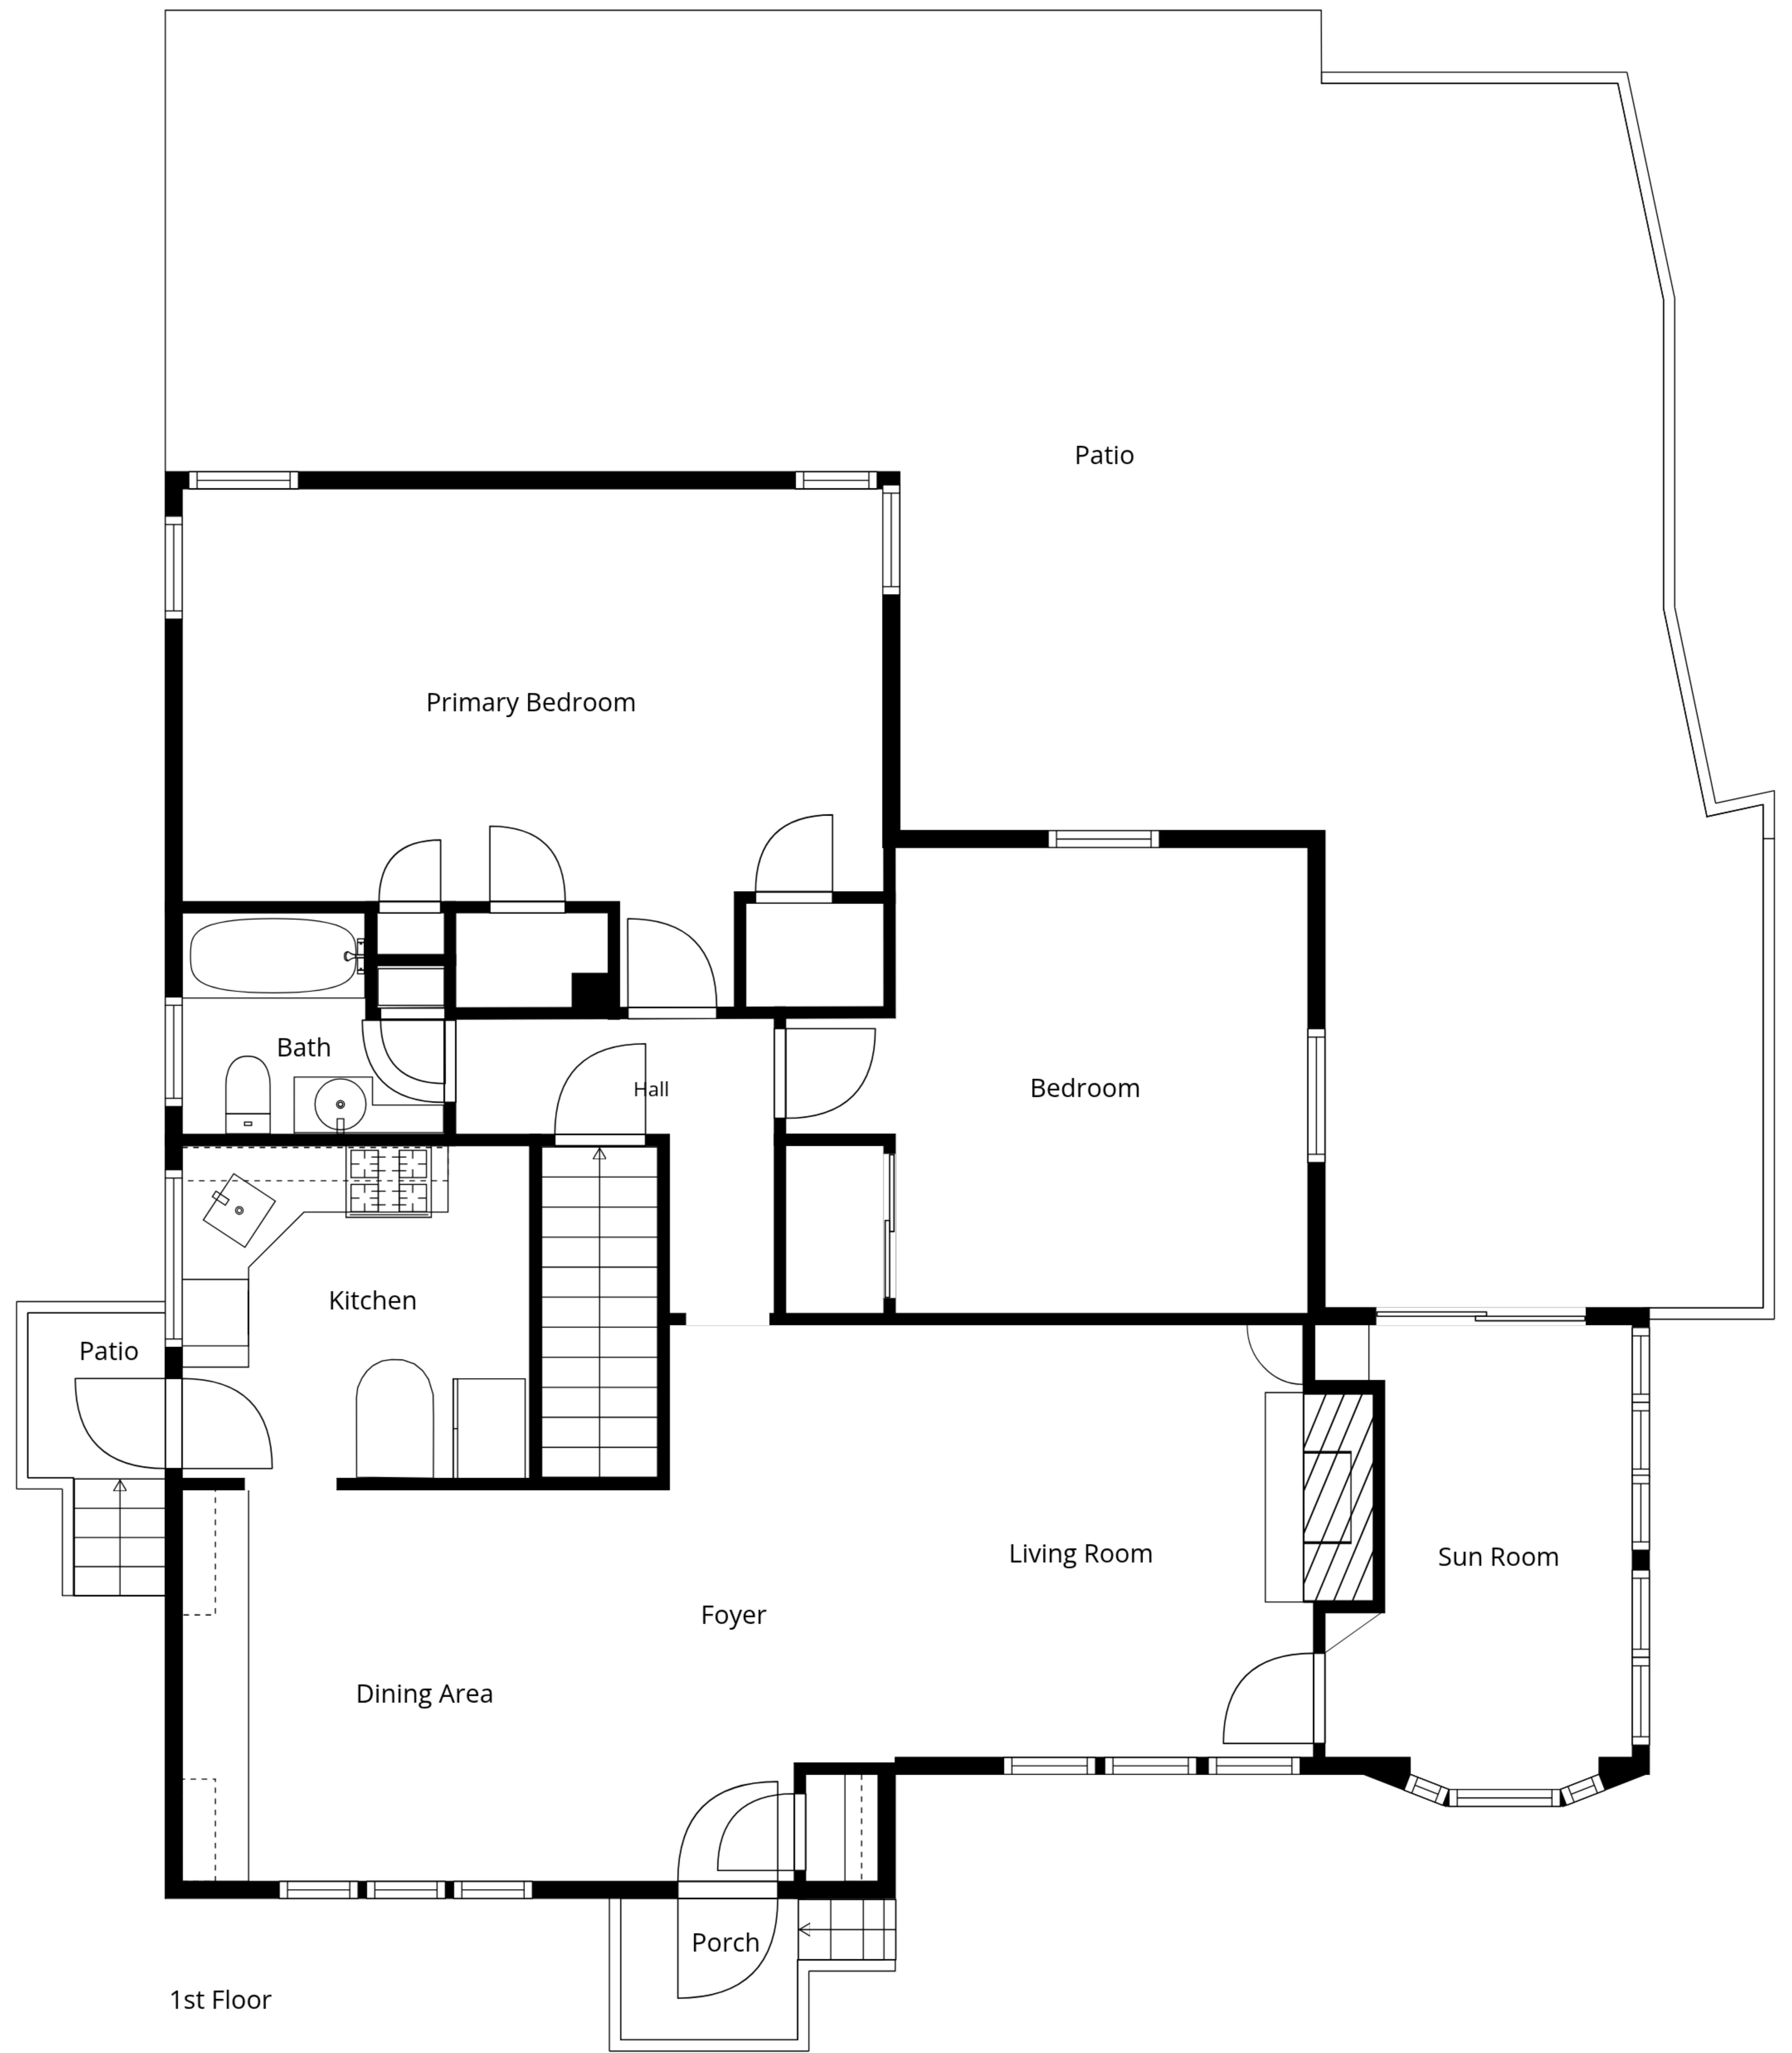 Patio
Primary Bedroom
Bath
Hall
Bedroom
Kitchen
Patio
Living Room
Sun Room
Foyer
Dining Area
Porch
1st Floor